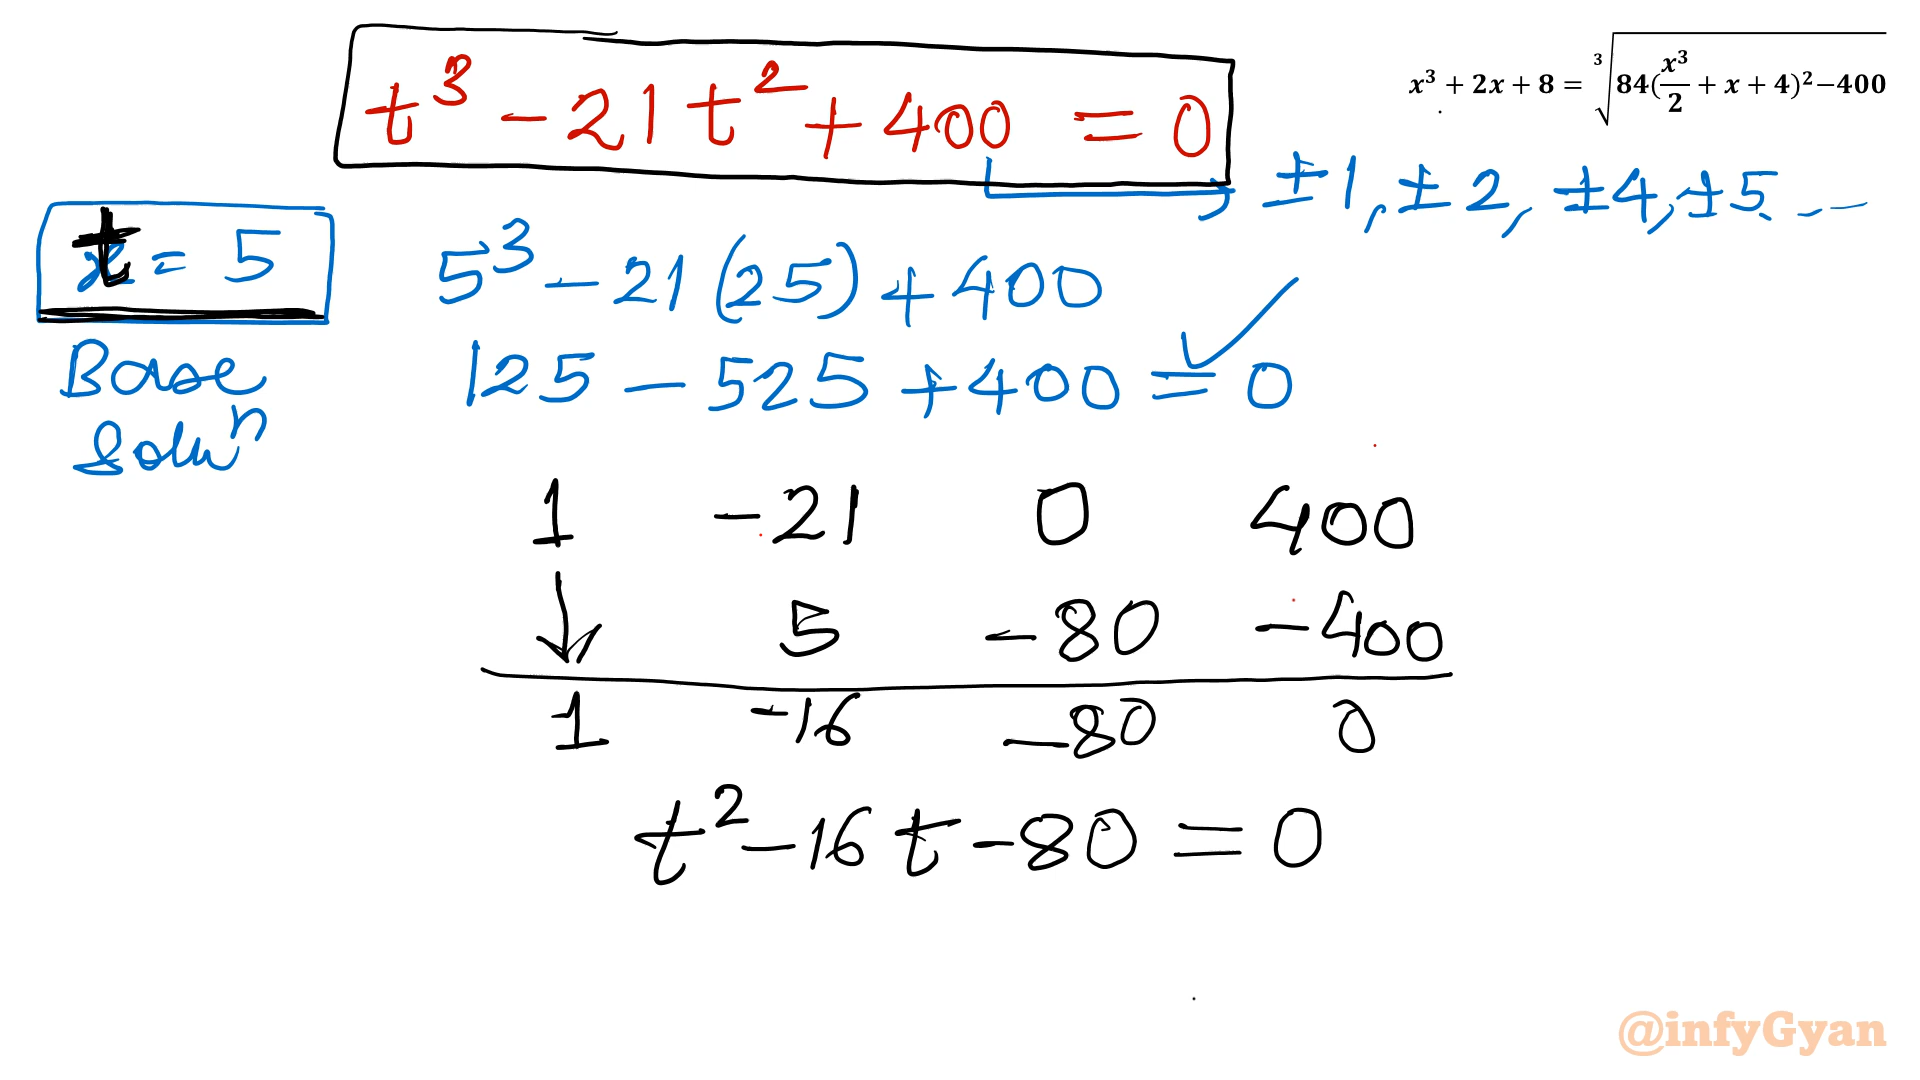 t³ - 21t² + 400 = 0
x³ + 2x + 8 = ∛(84(x³/2 + x + 4)²−400)
±1, ±2, ±4, ±5 ...
t = 5
5³ - 21(25) + 400
125 - 525 + 400 = 0
Base
Soluⁿ
1 -21 0 400
5 -80 -400
1 -16 -80 0
t² - 16t - 80 = 0
@infyGyan